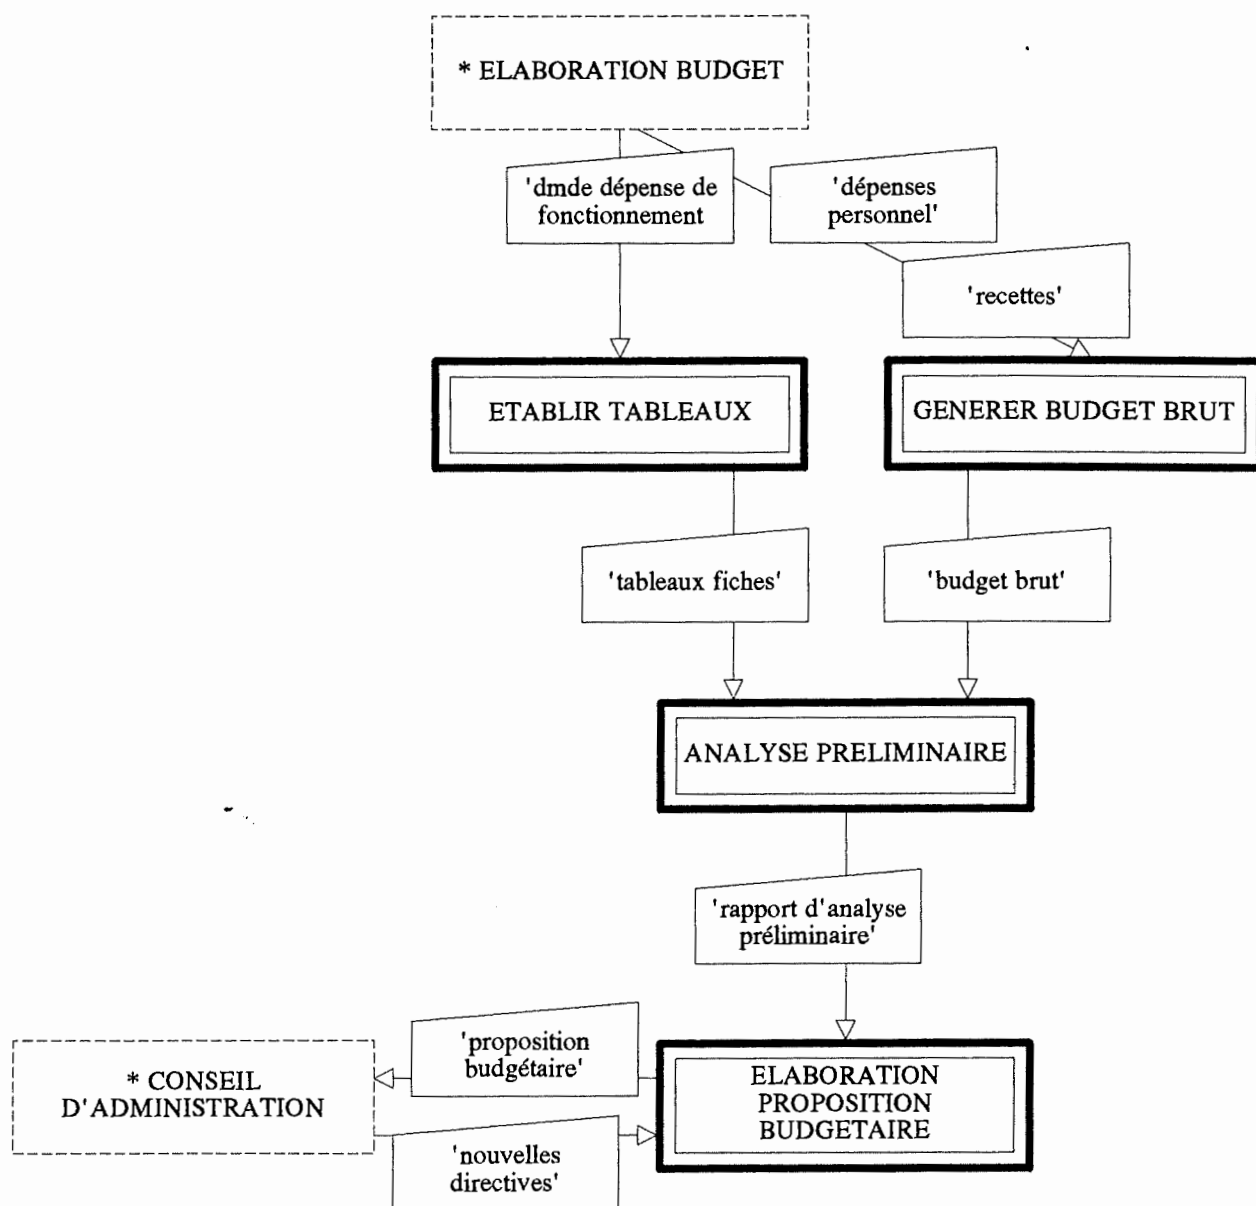 * ELABORATION BUDGET
'dmde dépense de
fonctionnement
'dépenses
personnel'
'recettes'
ETABLIR TABLEAUX
GENERER BUDGET BRUT
'tableaux fiches'
'budget brut'
ANALYSE PRELIMINAIRE
'rapport d'analyse
préliminaire'
'proposition
budgétaire'
* CONSEIL
D'ADMINISTRATION
ELABORATION
PROPOSITION
BUDGETAIRE
'nouvelles
directives'